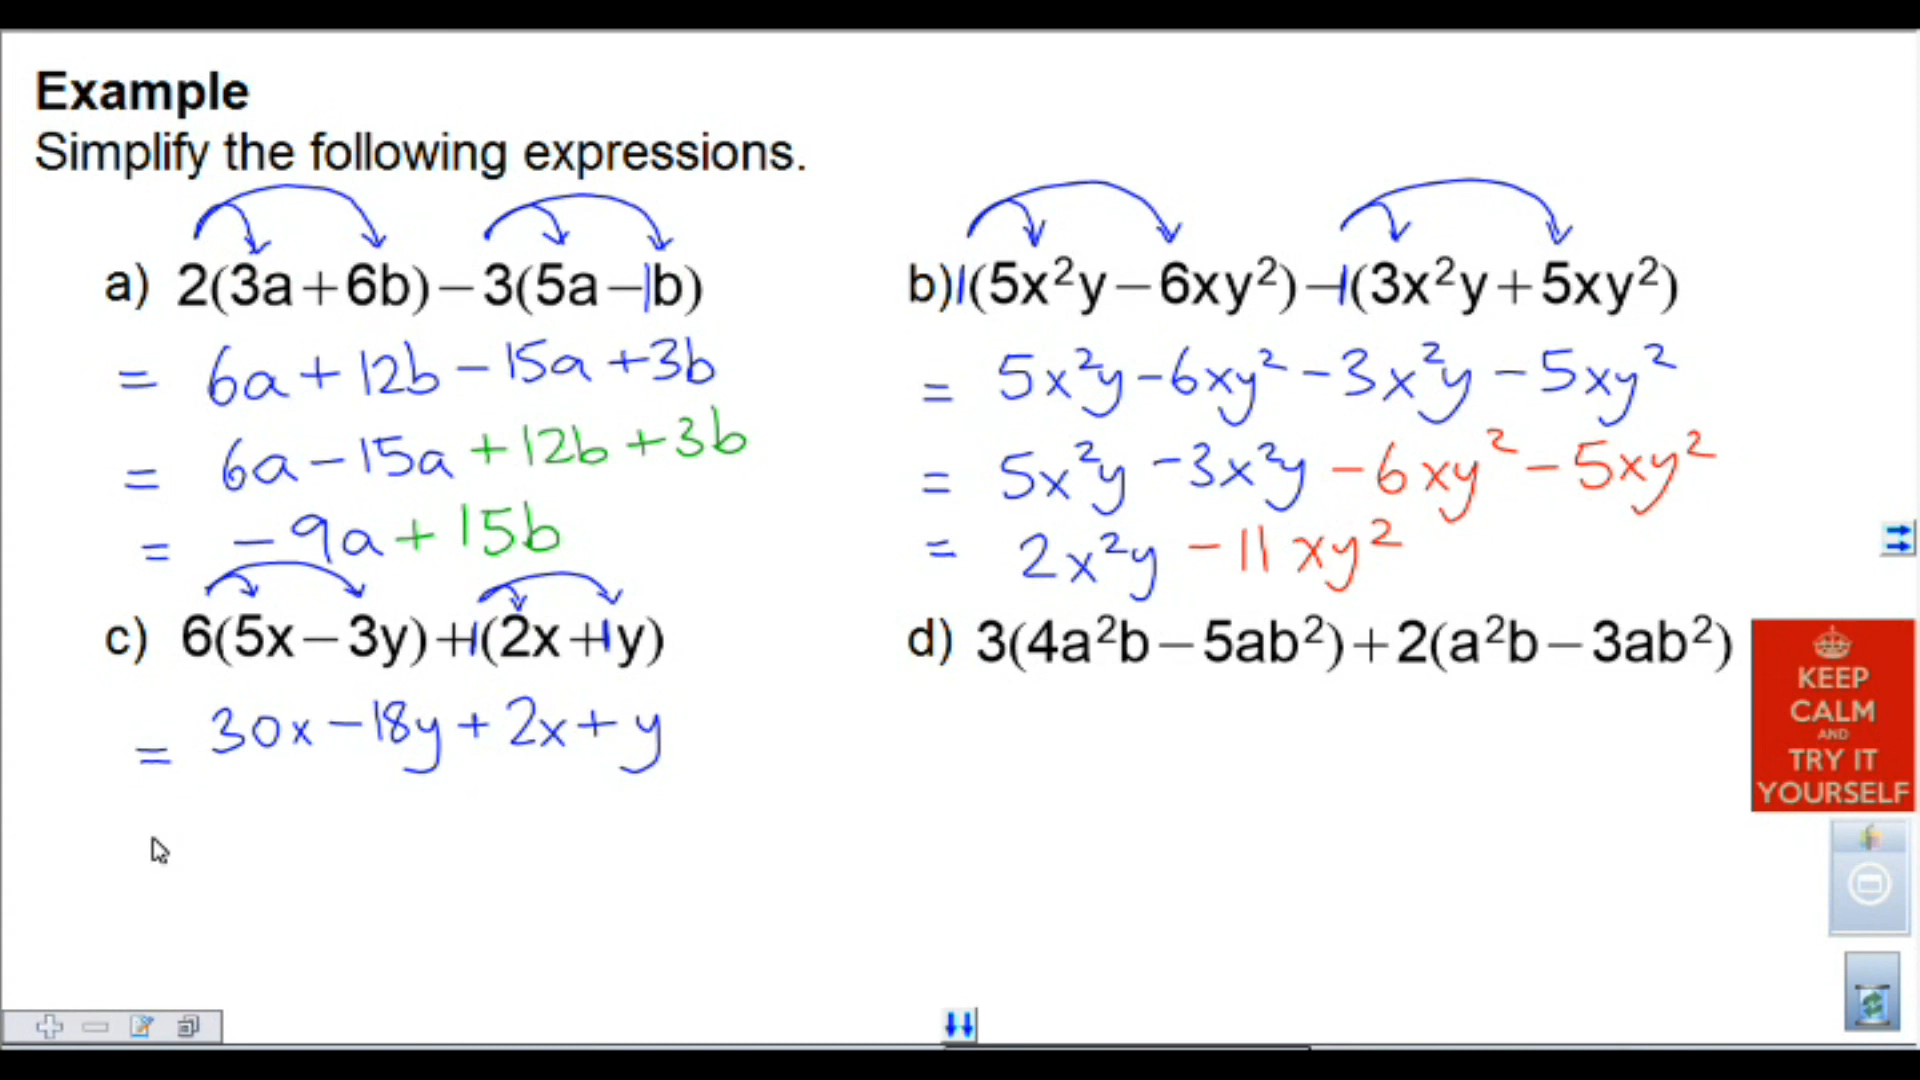 Example
Simplify the following expressions.
a) 2(3a+6b)−3(5a−1b)
= 6a+12b−15a+3b
= 6a−15a+12b+3b
= −9a+15b
b)1(5x²y−6xy²)−1(3x²y+5xy²)
= 5x²y−6xy²−3x²y−5xy²
= 5x²y−3x²y−6xy²−5xy²
= 2x²y−11xy²
c) 6(5x−3y)+1(2x+1y)
= 30x−18y+2x+y
d) 3(4a²b−5ab²)+2(a²b−3ab²)
KEEP
CALM
AND
TRY IT
YOURSELF